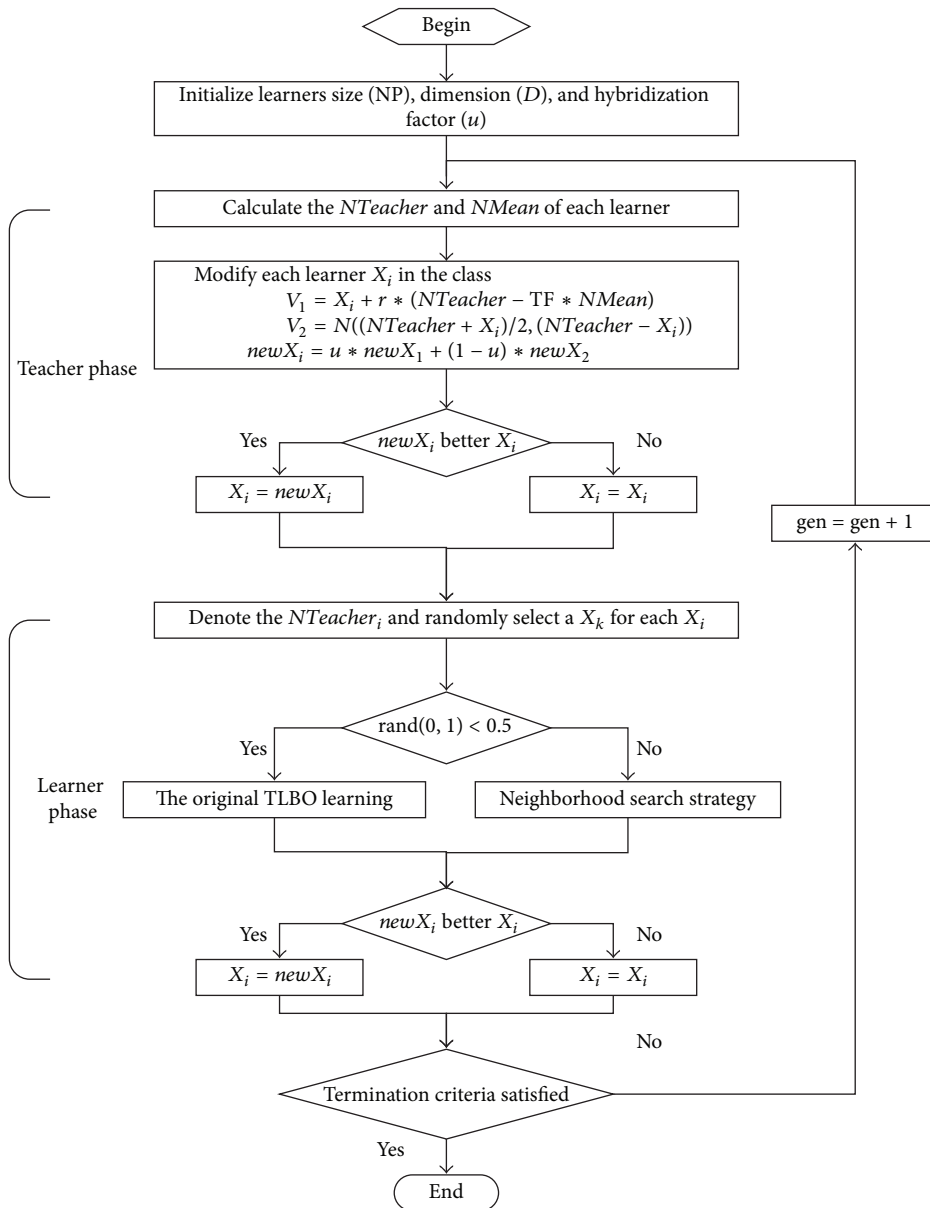 Begin
Initialize learners size (NP), dimension (D), and hybridization
factor (u)
Calculate the NTeacher and NMean of each learner
Modify each learner X_i in the class
V_1 = X_i + r * (NTeacher − TF * NMean)
V_2 = N((NTeacher + X_i)/2, (NTeacher − X_i))
newX_i = u * newX_1 + (1 − u) * newX_2
Teacher phase
Yes
newX_i better X_i
No
X_i = newX_i
X_i = X_i
gen = gen + 1
Denote the NTeacher_i and randomly select a X_k for each X_i
rand(0, 1) < 0.5
Yes
No
Learner
phase
The original TLBO learning
Neighborhood search strategy
newX_i better X_i
Yes
No
X_i = newX_i
X_i = X_i
No
Termination criteria satisfied
Yes
End